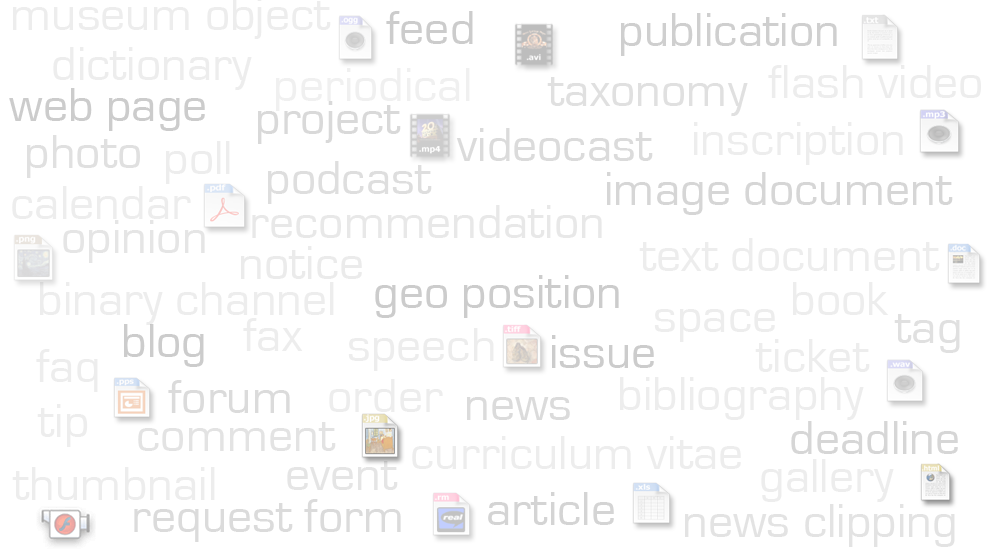 museum object .ogg feed .avi publication .txt
dictionary periodical taxonomy flash video
web page project .mp4 videocast inscription .mp3
photo poll podcast image document
calendar .pdf recommendation
.png opinion notice text document .doc
binary channel geo position space book tag
blog fax speech .tiff issue ticket
faq .pps forum order news bibliography .wav
tip comment .jpg curriculum vitae deadline
thumbnail event gallery .html
request form .rm real article .xls news clipping